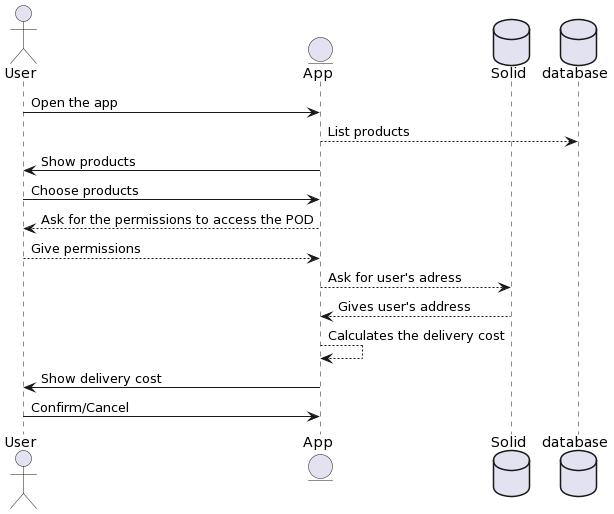 User
App
Solid
database
Open the app
List products
Show products
Choose products
Ask for the permissions to access the POD
Give permissions
Ask for user's adress
Gives user's address
Calculates the delivery cost
Show delivery cost
Confirm/Cancel
User
App
Solid
database